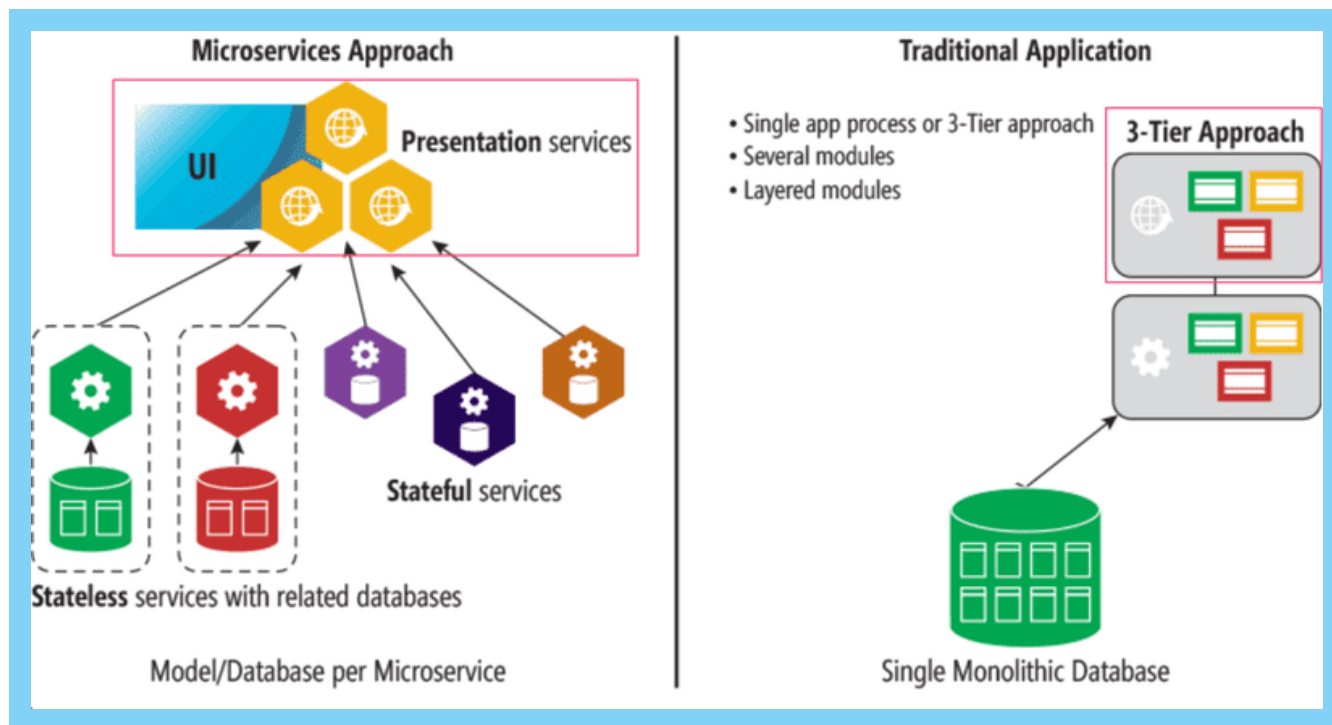 Microservices Approach
UI
Presentation services
Stateful services
Stateless services with related databases
Model/Database per Microservice
Traditional Application
• Single app process or 3-Tier approach
• Several modules
• Layered modules
3-Tier Approach
Single Monolithic Database